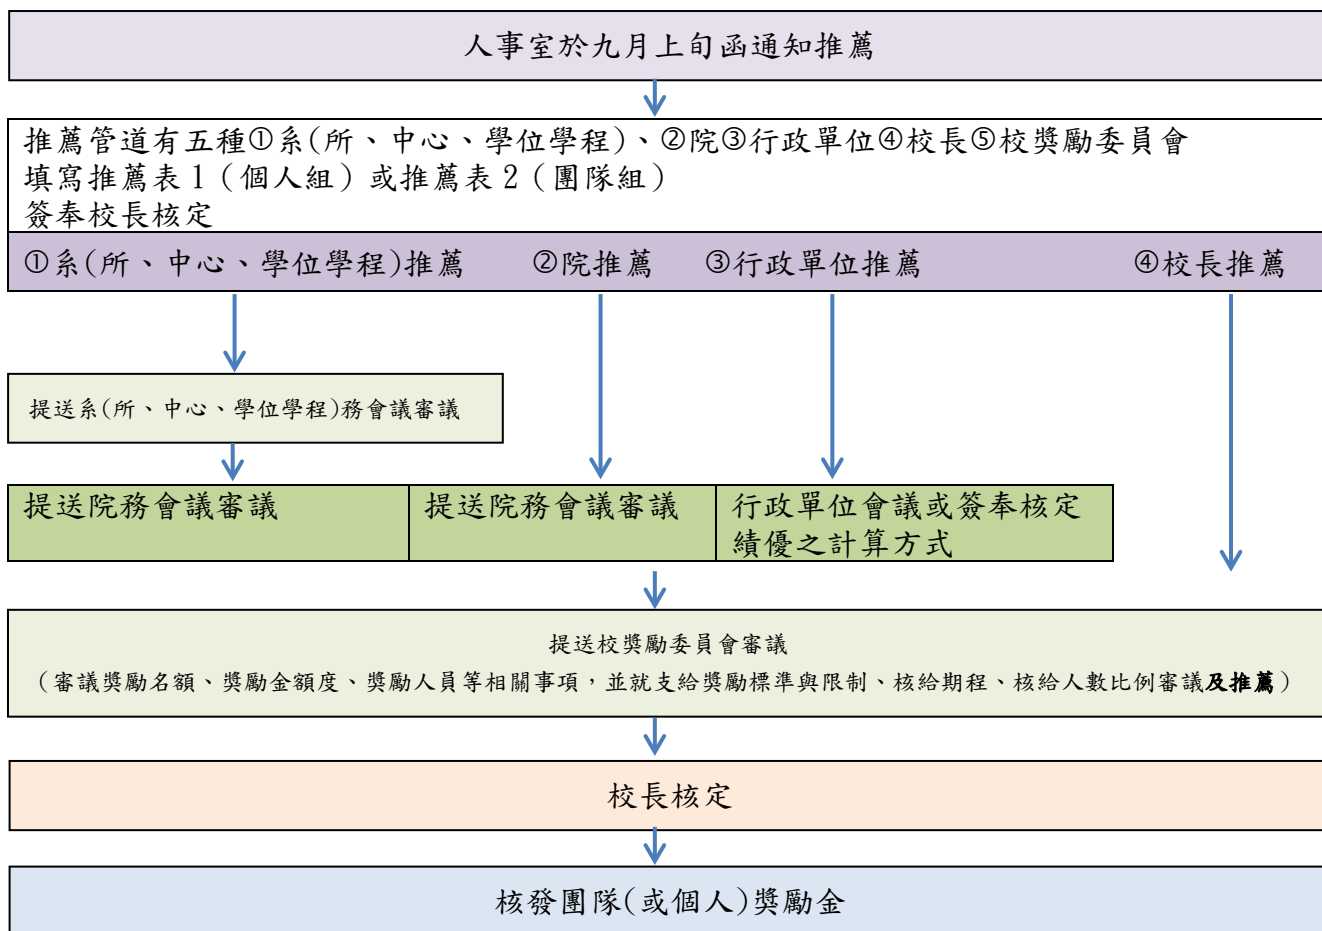 人事室於九月上旬函通知推薦
推薦管道有五種①系(所、中心、學位學程)、②院③行政單位④校長⑤校獎勵委員會
填寫推薦表1（個人組）或推薦表2（團隊組）
簽奉校長核定
①系(所、中心、學位學程)推薦 ②院推薦 ③行政單位推薦 ④校長推薦
提送系(所、中心、學位學程)務會議審議
提送院務會議審議
提送院務會議審議
行政單位會議或簽奉核定
績優之計算方式
提送校獎勵委員會審議
（審議獎勵名額、獎勵金額度、獎勵人員等相關事項，並就支給獎勵標準與限制、核給期程、核給人數比例審議及推薦）
校長核定
核發團隊(或個人)獎勵金